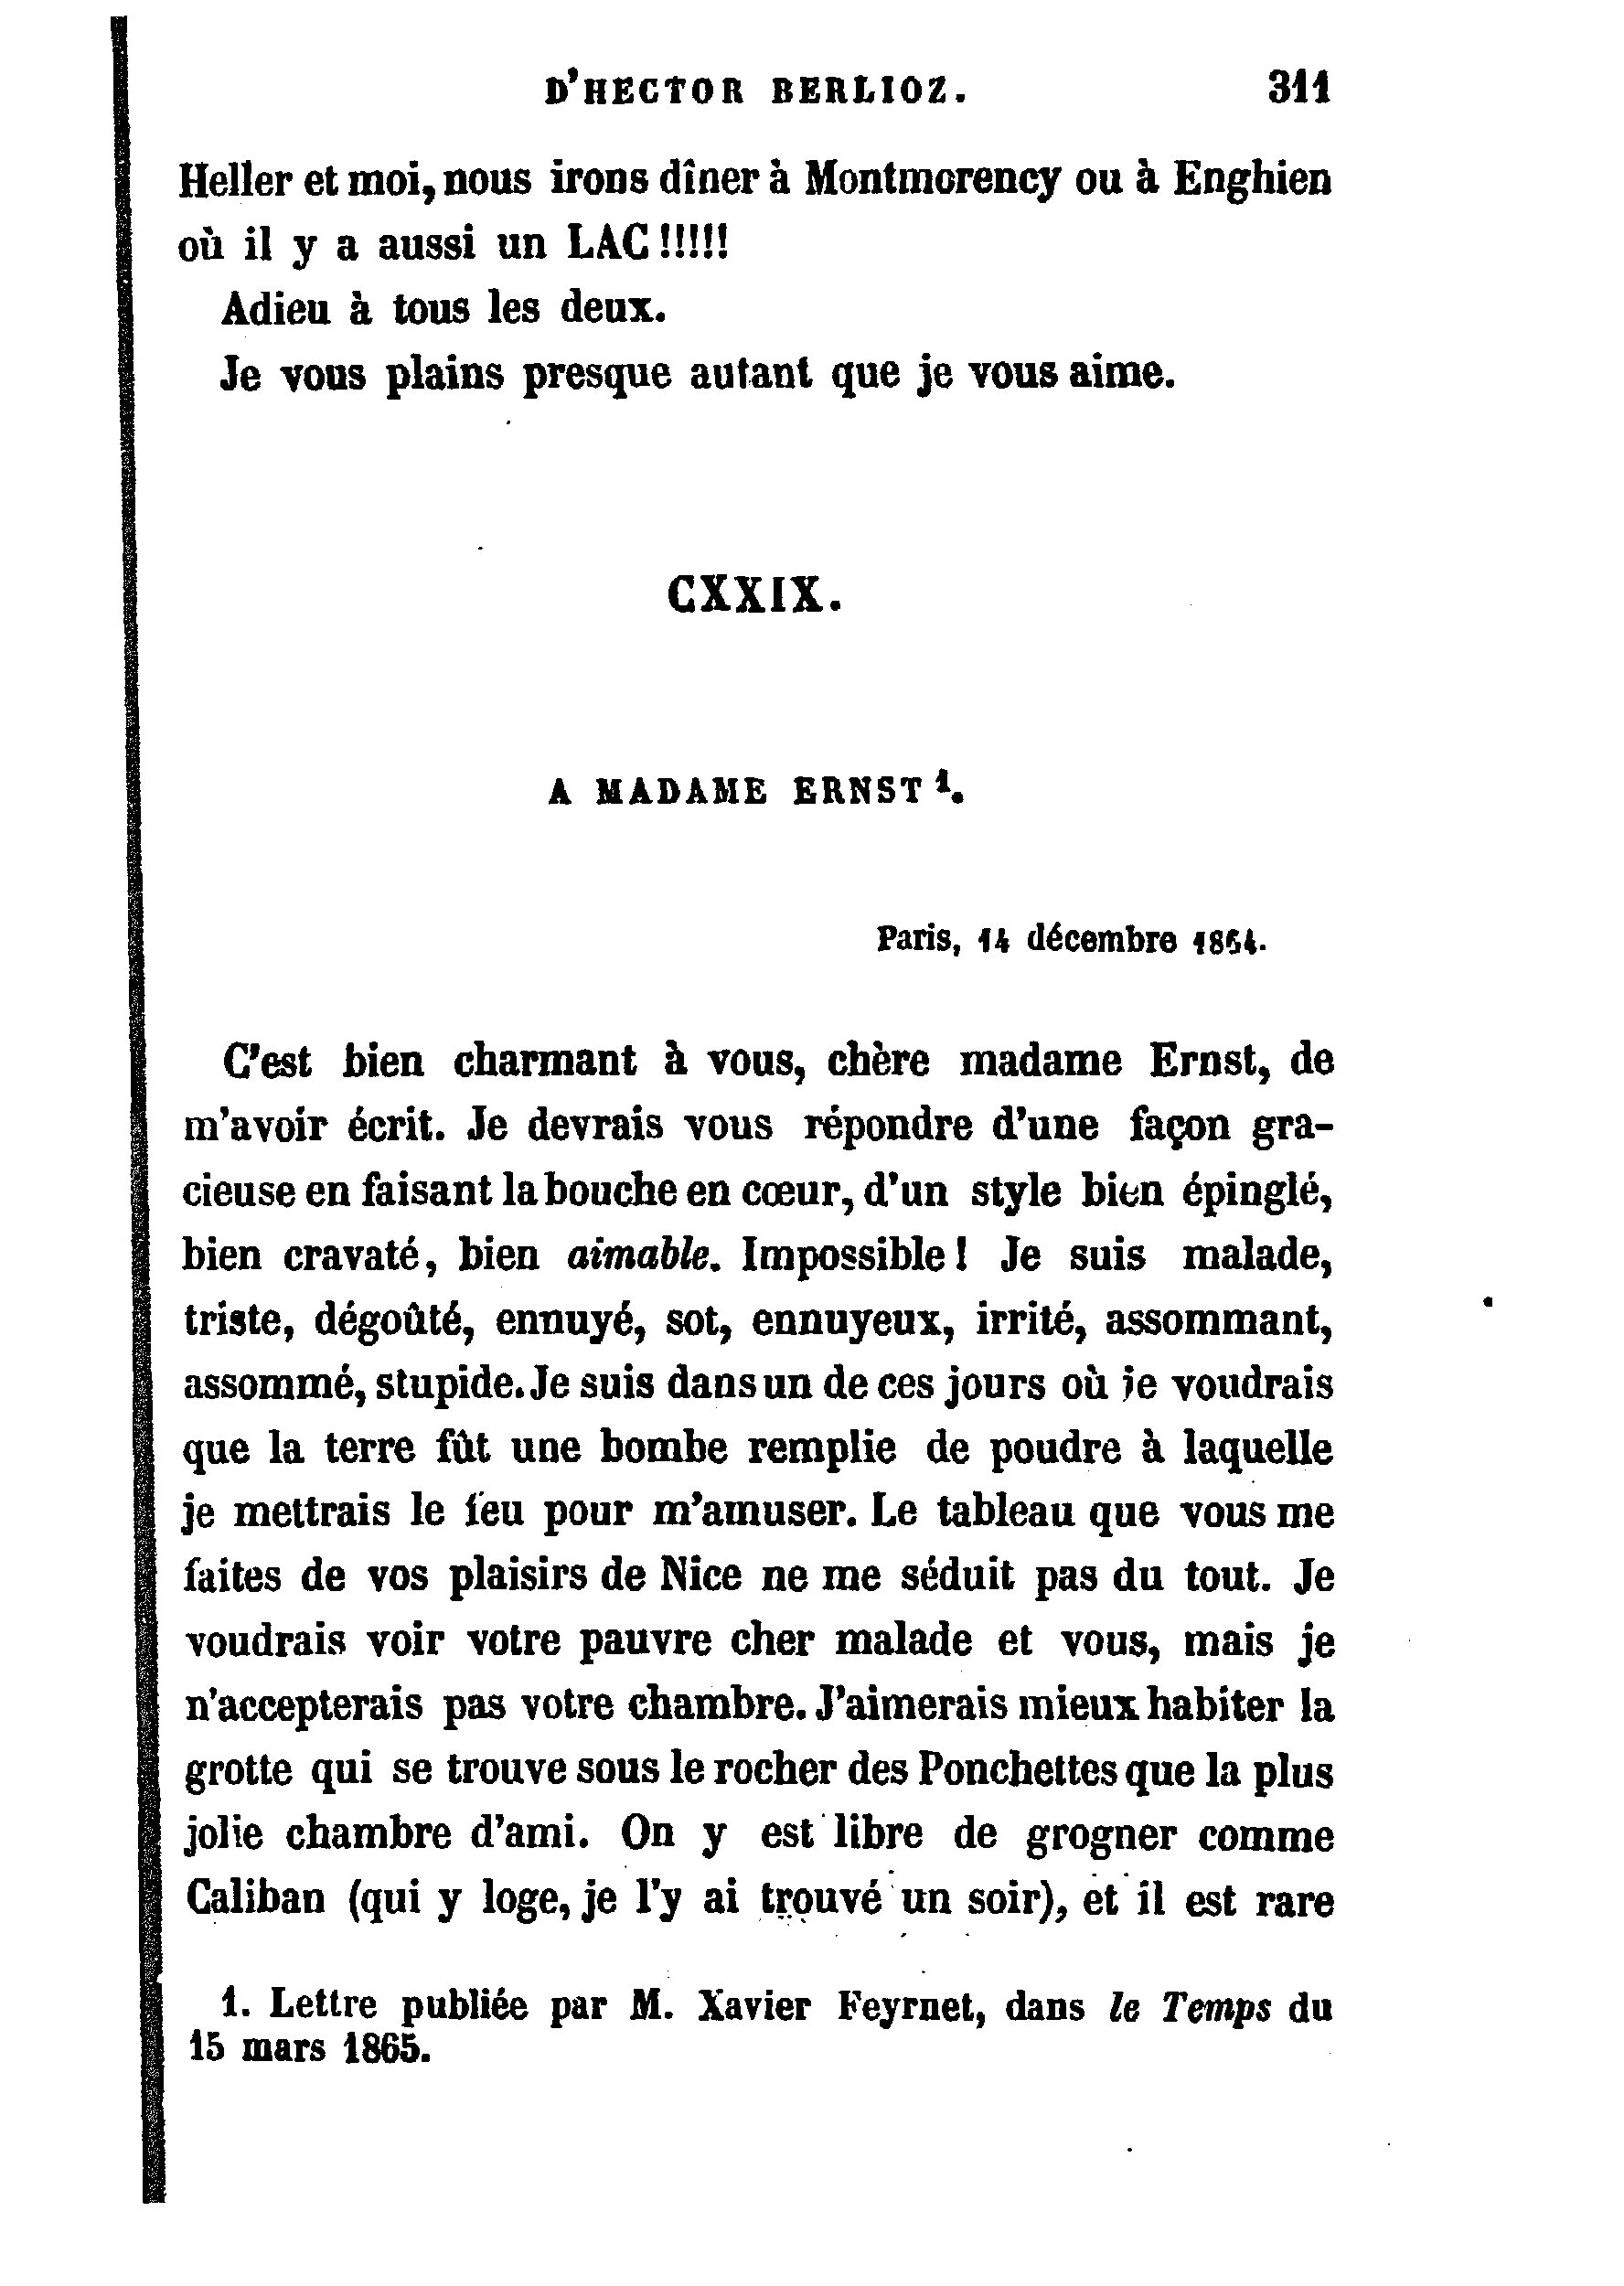 D'HECTOR BERLIOZ. 311
Heller et moi, nous irons dîner à Montmorency ou à Enghien
où il y a aussi un LAC!!!!!
Adieu à tous les deux.
Je vous plains presque autant que je vous aime.
CXXIX.
A MADAME ERNST 1.
Paris, 14 décembre 1864.
C'est bien charmant à vous, chère madame Ernst, de
m'avoir écrit. Je devrais vous répondre d'une façon gra-
cieuse en faisant la bouche en cœur, d'un style bien épinglé,
bien cravaté, bien aimable. Impossible! Je suis malade,
triste, dégoûté, ennuyé, sot, ennuyeux, irrité, assommant,
assommé, stupide. Je suis dans un de ces jours où je voudrais
que la terre fût une bombe remplie de poudre à laquelle
je mettrais le feu pour m'amuser. Le tableau que vous me
faites de vos plaisirs de Nice ne me séduit pas du tout. Je
voudrais voir votre pauvre cher malade et vous, mais je
n'accepterais pas votre chambre. J'aimerais mieux habiter la
grotte qui se trouve sous le rocher des Ponchettes que la plus
jolie chambre d'ami. On y est libre de grogner comme
Caliban (qui y loge, je l'y ai trouvé un soir), et il est rare
1. Lettre publiée par M. Xavier Feyrnet, dans le Temps du
15 mars 1865.